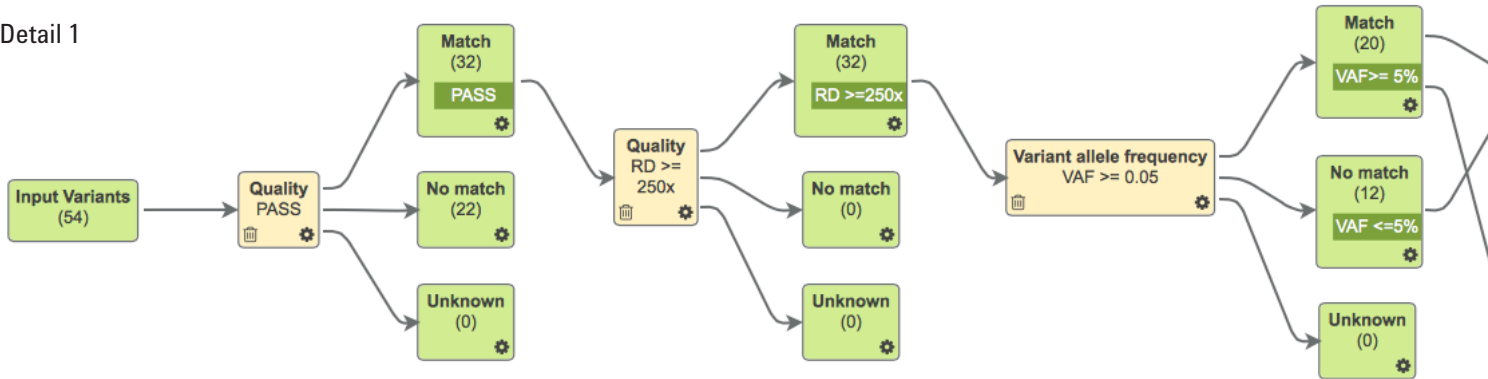 Detail 1
Input Variants
(54)
Quality
PASS
Match
(32)
PASS
No match
(22)
Unknown
(0)
Quality
RD >=
250x
Match
(32)
RD >=250x
No match
(0)
Unknown
(0)
Variant allele frequency
VAF >= 0.05
Match
(20)
VAF>= 5%
No match
(12)
VAF <=5%
Unknown
(0)